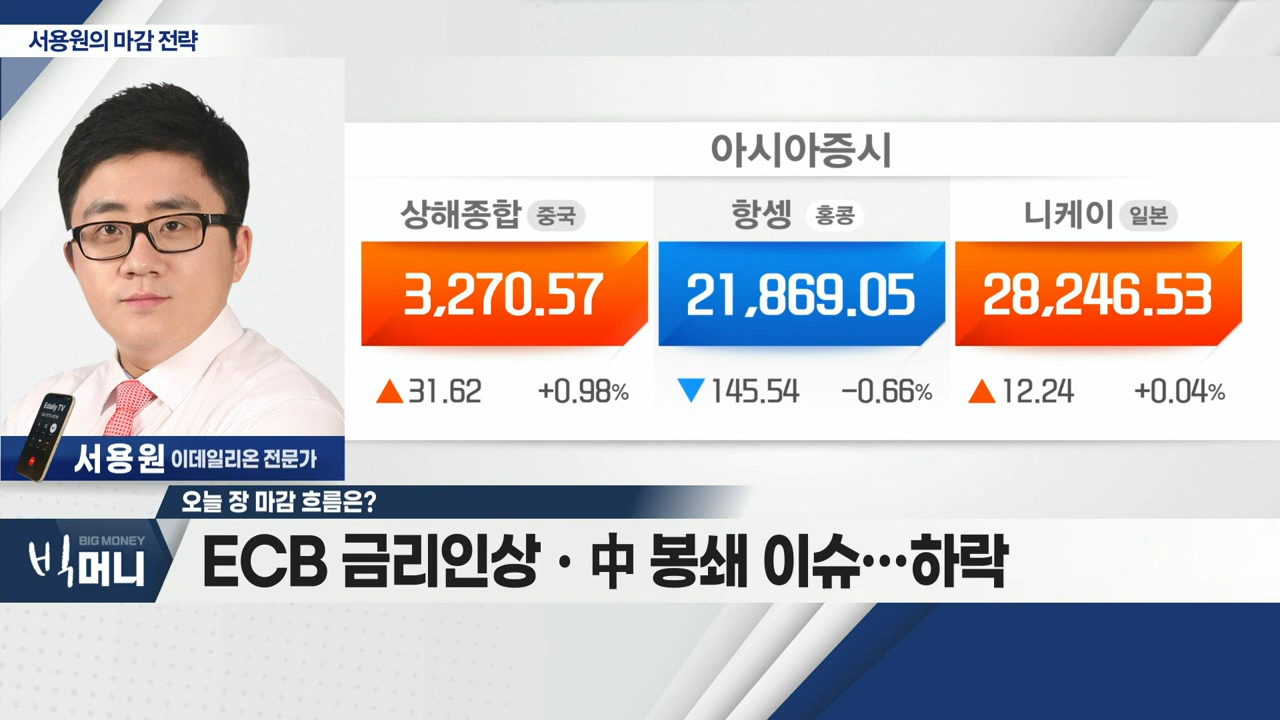 서용원의 마감 전략
아시아증시
상해종합 중국
3,270.57
▲31.62 +0.98%
항셍 홍콩
21,869.05
▼145.54 -0.66%
니케이 일본
28,246.53
▲12.24 +0.04%
Edaily TV
서용원 이데일리온 전문가
오늘 장 마감 흐름은?
BIG MONEY
빅머니
ECB 금리인상·中 봉쇄 이슈…하락